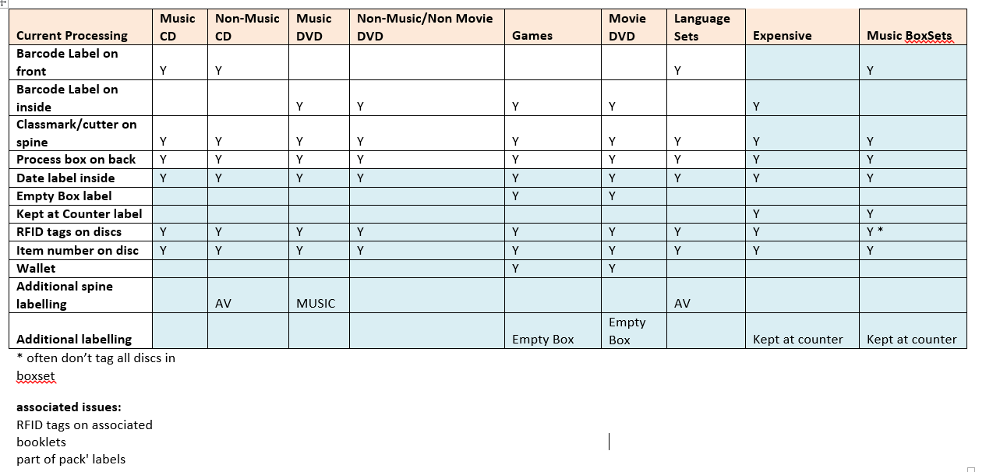 Current Processing Music CD Non-Music CD Music DVD Non-Music/Non Movie DVD Games Movie DVD Language Sets Expensive Music BoxSets
Barcode Label on front Y Y Y Y
Barcode Label on inside Y Y Y Y Y
Classmark/cutter on spine Y Y Y Y Y Y Y Y Y
Process box on back Y Y Y Y Y Y Y Y Y
Date label inside Y Y Y Y Y Y Y Y Y
Empty Box label Y Y
Kept at Counter label Y Y
RFID tags on discs Y Y Y Y Y Y Y Y Y *
Item number on disc Y Y Y Y Y Y Y Y Y
Wallet Y Y
Additional spine labelling AV MUSIC AV
Additional labelling Empty Box Empty Box Kept at counter Kept at counter
* often don't tag all discs in
boxset
associated issues:
RFID tags on associated
booklets
part of pack' labels